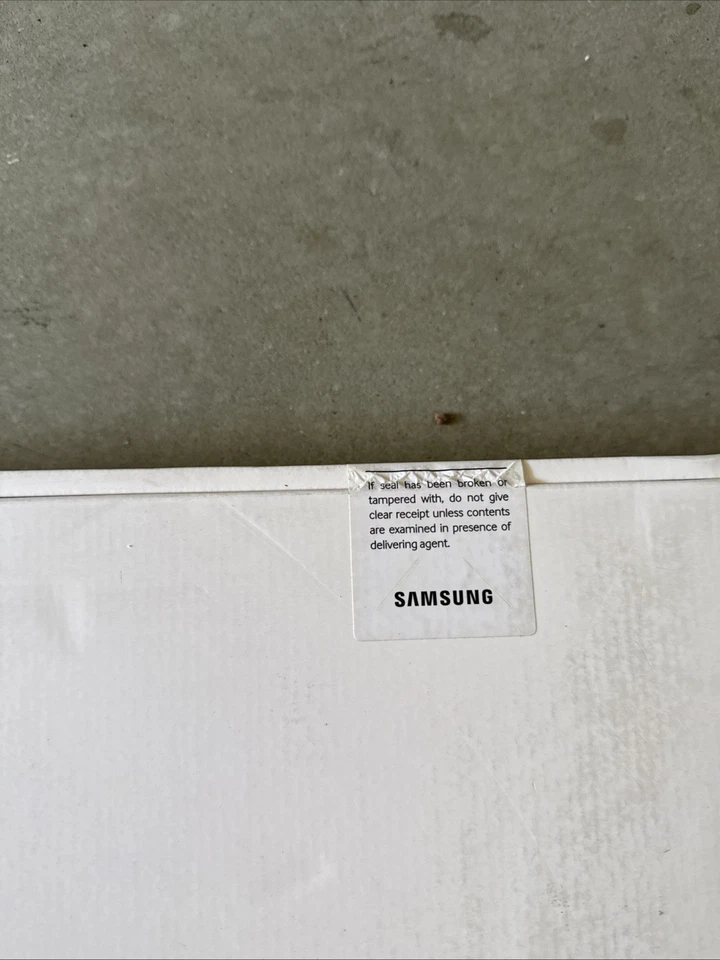 If seal has been broken or
tampered with, do not give
clear receipt unless contents
are examined in presence of
delivering agent.
SAMSUNG